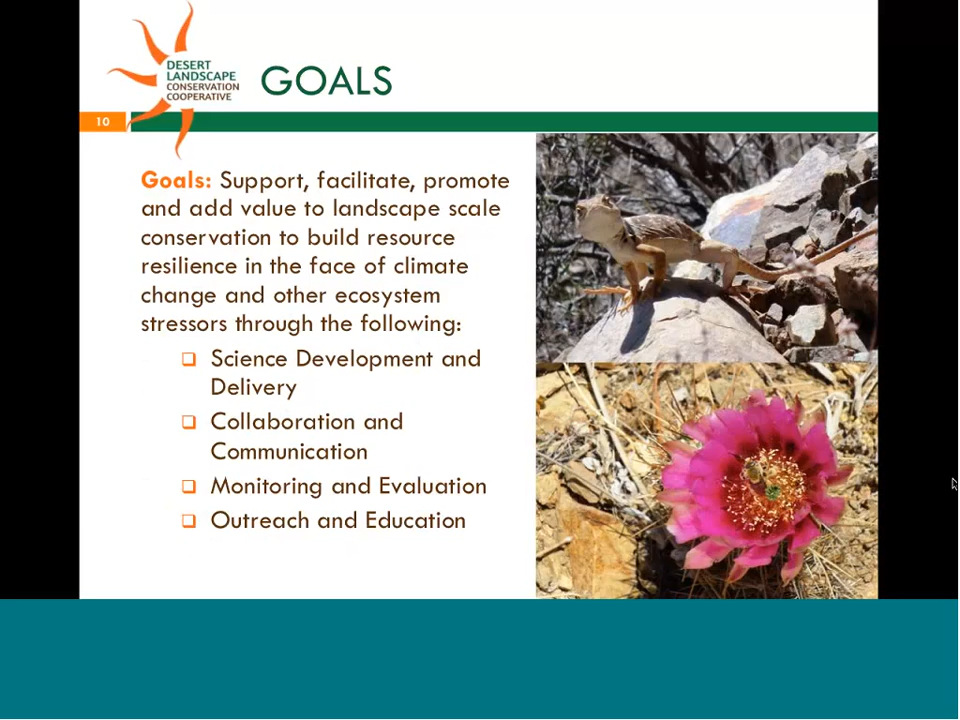 DESERT
LANDSCAPE
CONSERVATION
COOPERATIVE
GOALS
10
Goals: Support, facilitate, promote
and add value to landscape scale
conservation to build resource
resilience in the face of climate
change and other ecosystem
stressors through the following:
Science Development and
Delivery
Collaboration and
Communication
Monitoring and Evaluation
Outreach and Education